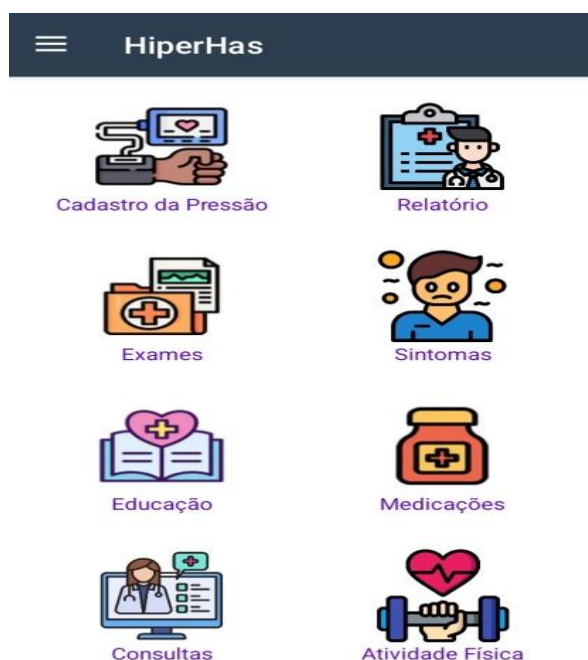 HiperHas
Cadastro da Pressão
Relatório
Exames
Sintomas
Educação
Medicações
Consultas
Atividade Física